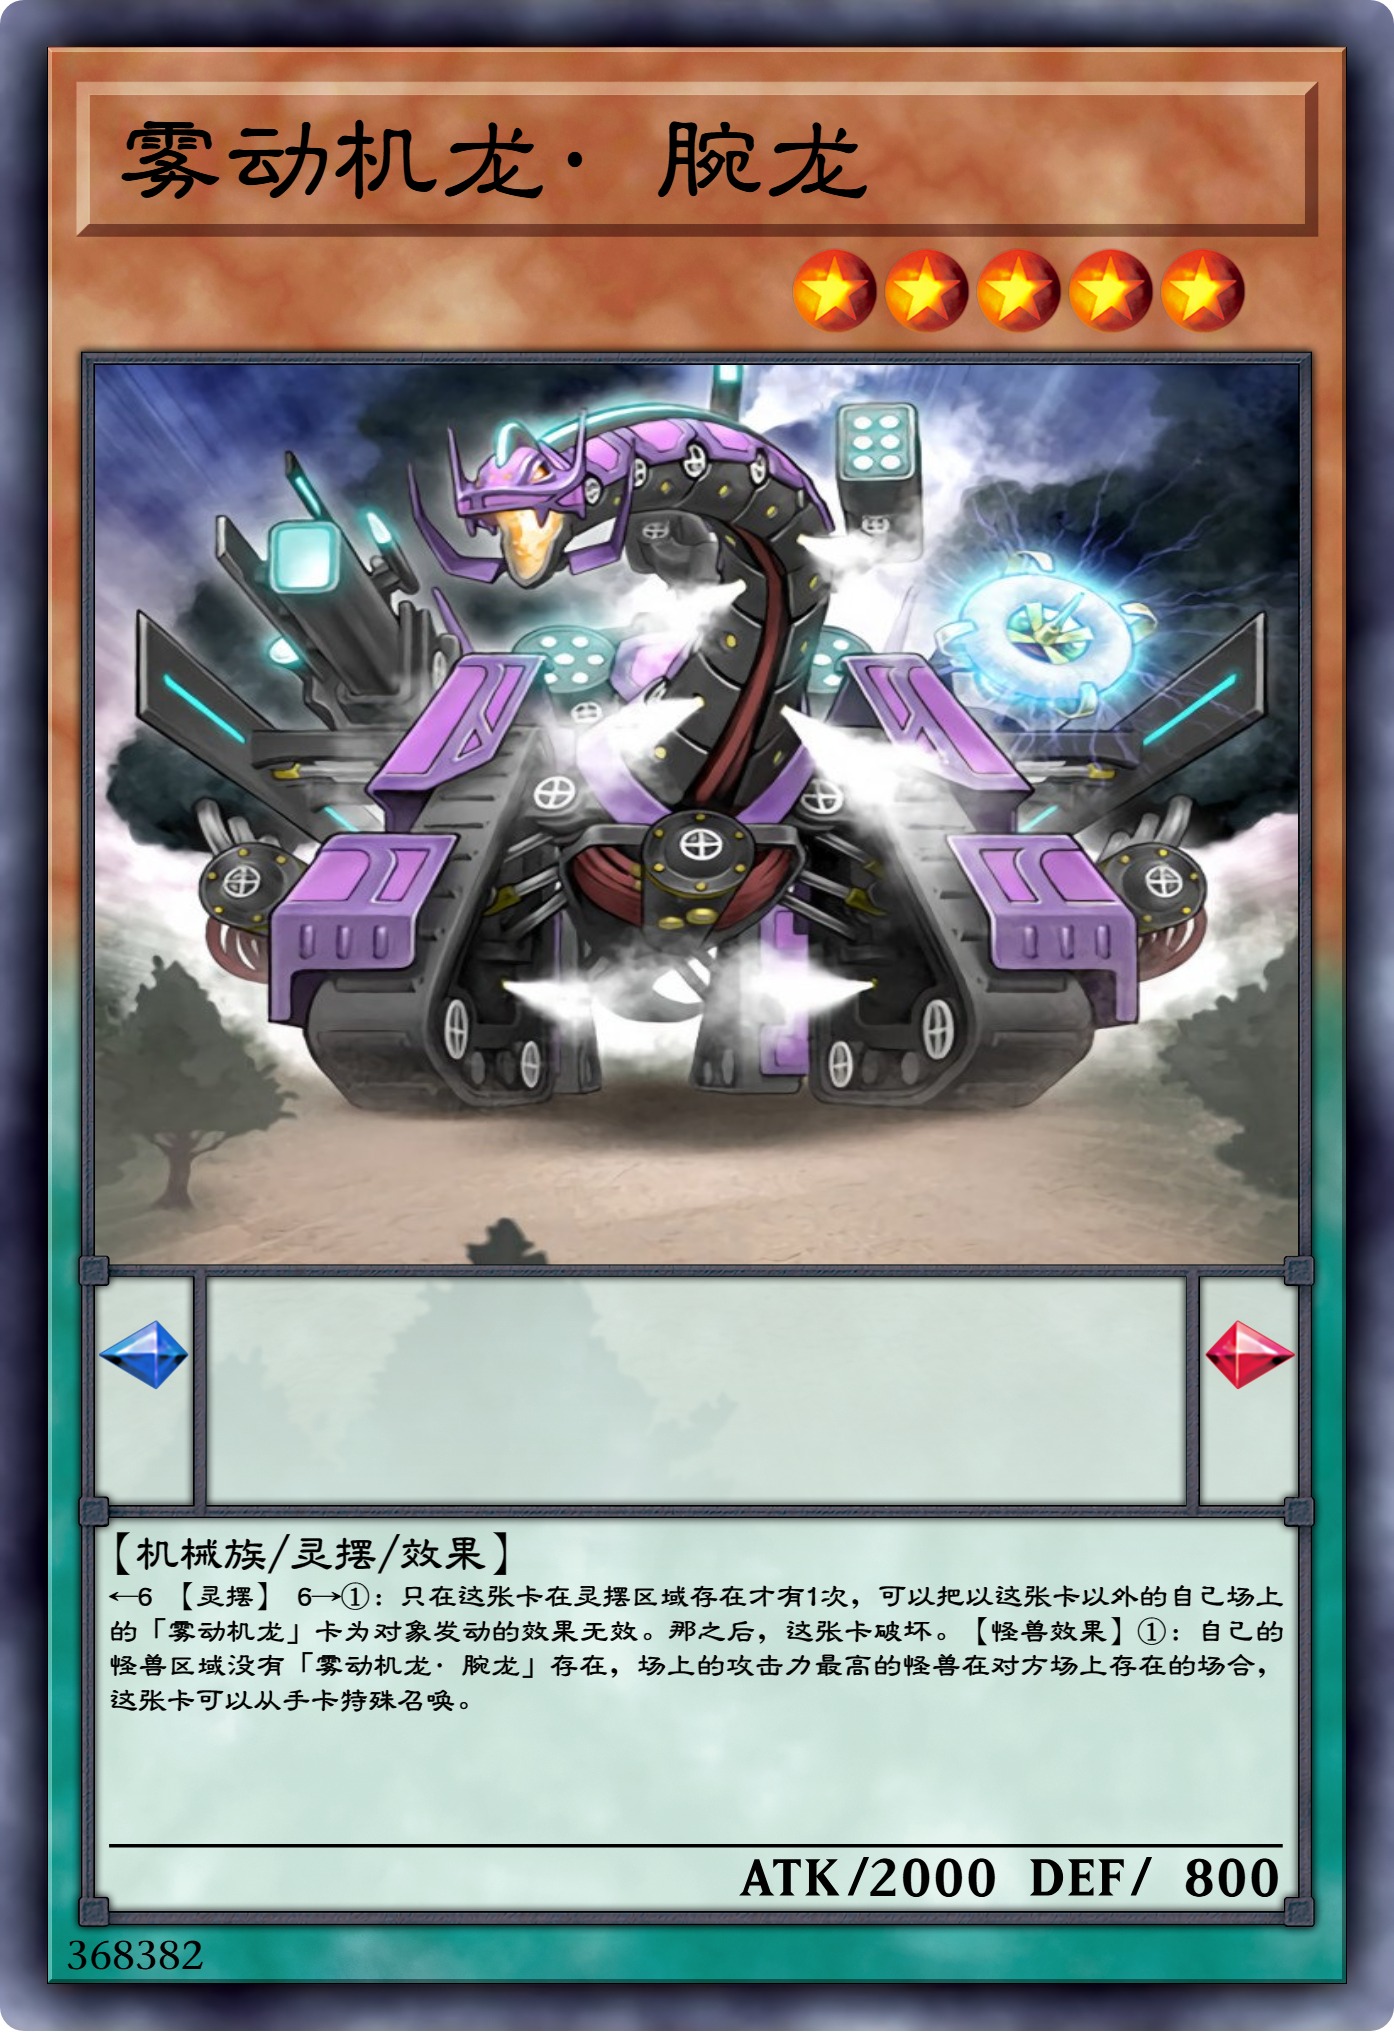 雾动机龙·腕龙
【机械族/灵摆/效果】
←6 【灵摆】 6→①：只在这张卡在灵摆区域存在才有1次，可以把以这张卡以外的自己场上
的「雾动机龙」卡为对象发动的效果无效。那之后，这张卡破坏。【怪兽效果】①：自己的
怪兽区域没有「雾动机龙·腕龙」存在，场上的攻击力最高的怪兽在对方场上存在的场合，
这张卡可以从手卡特殊召唤。
ATK/2000 DEF/ 800
368382